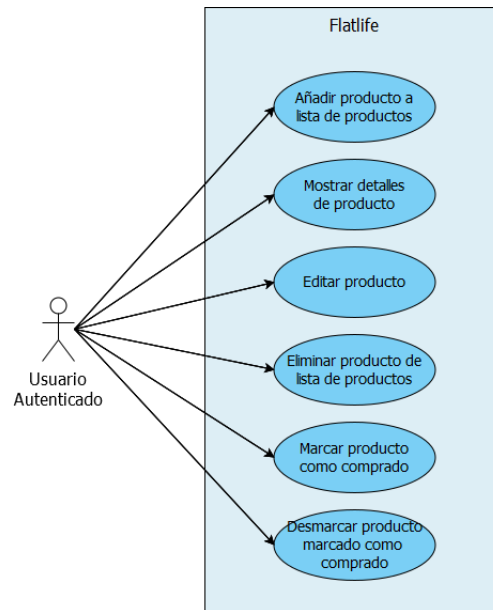 Flatlife
Añadir producto a
lista de productos
Mostrar detalles
de producto
Editar producto
Eliminar producto de
lista de productos
Marcar producto
como comprado
Desmarcar producto
marcado como
comprado
Usuario
Autenticado